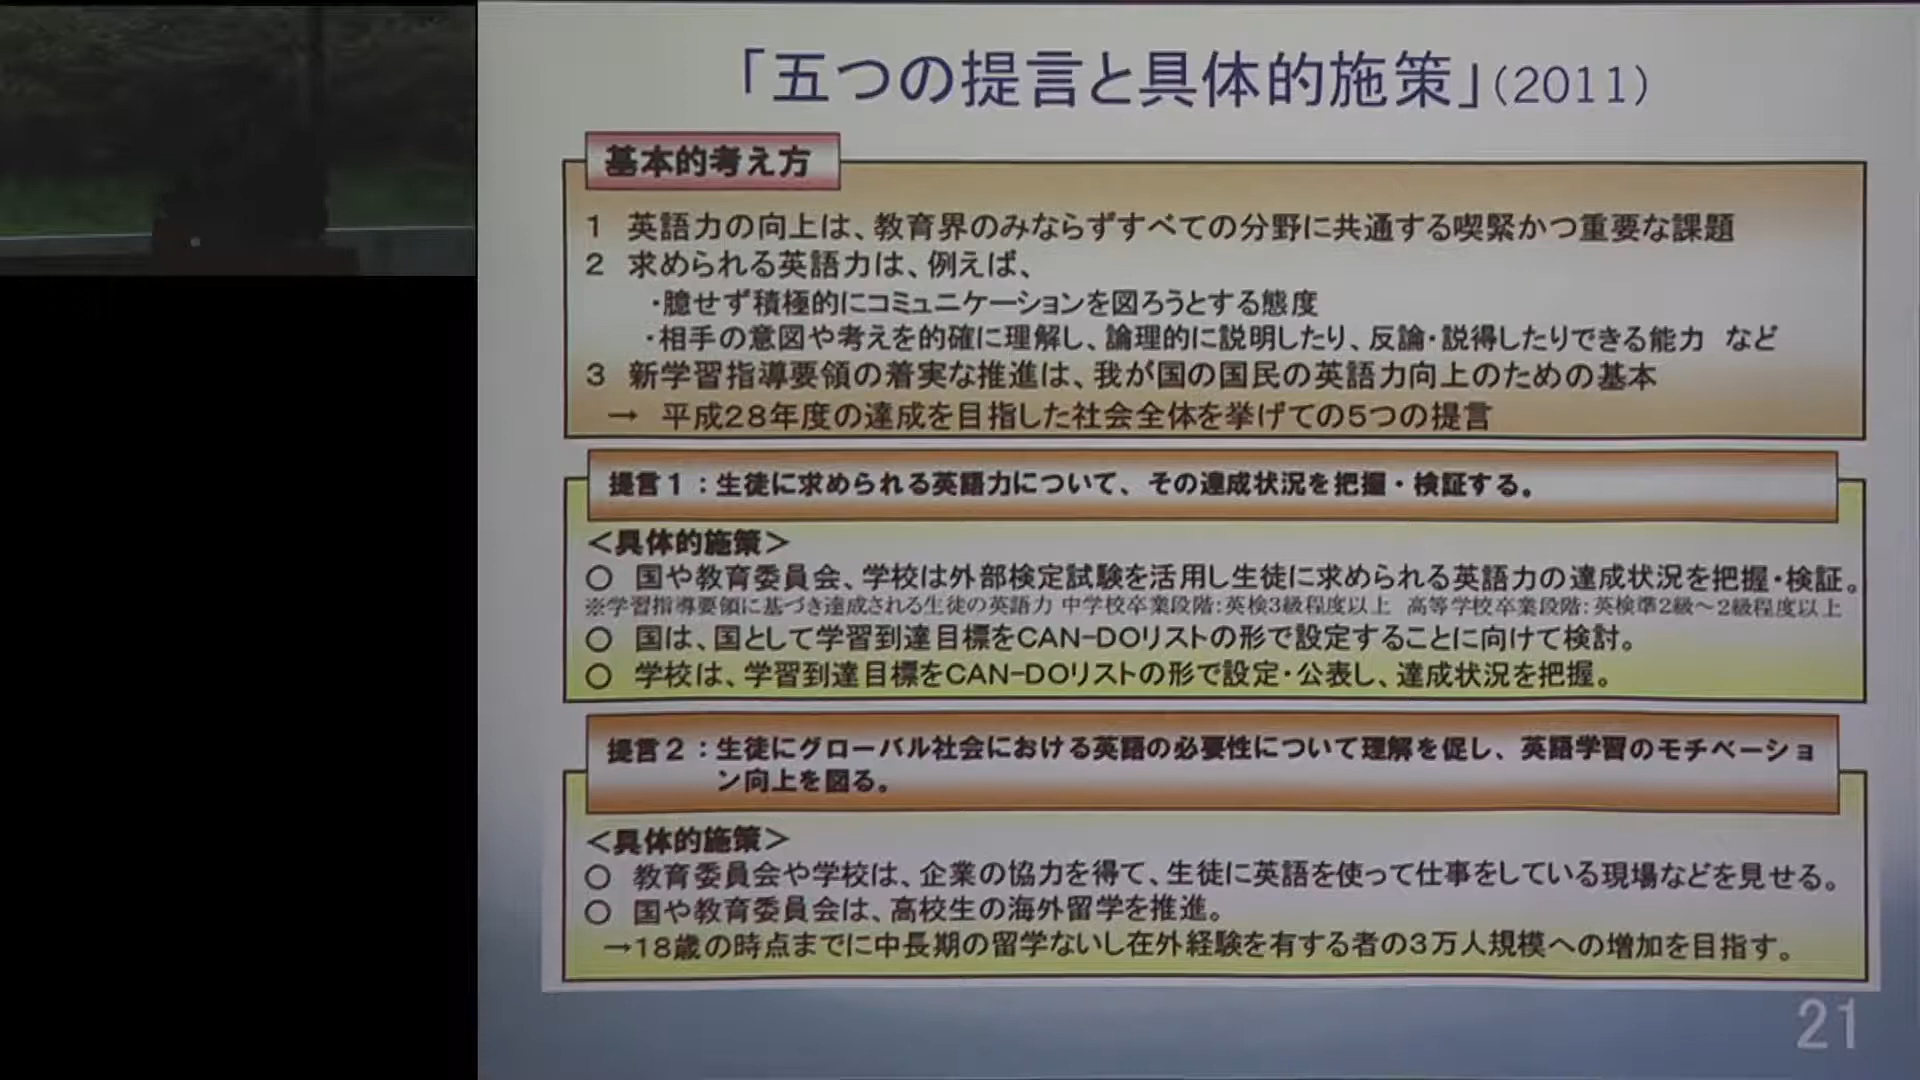 「五つの提言と具体的施策」(2011)
基本的考え方
1 英語力の向上は、教育界のみならずすべての分野に共通する喫緊かつ重要な課題
2 求められる英語力は、例えば、
・臆せず積極的にコミュニケーションを図ろうとする態度
・相手の意図や考えを的確に理解し、論理的に説明したり、反論・説得したりできる能力 など
3 新学習指導要領の着実な推進は、我が国の国民の英語力向上のための基本
→ 平成28年度の達成を目指した社会全体を挙げての5つの提言
提言1:生徒に求められる英語力について、その達成状況を把握・検証する。
<具体的施策>
○ 国や教育委員会、学校は外部検定試験を活用し生徒に求められる英語力の達成状況を把握・検証。
※学習指導要領に基づき達成される生徒の英語力 中学校卒業段階:英検3級程度以上 高等学校卒業段階:英検準2級～2級程度以上
○ 国は、国として学習到達目標をCAN-DOリストの形で設定することに向けて検討。
○ 学校は、学習到達目標をCAN-DOリストの形で設定・公表し、達成状況を把握。
提言2:生徒にグローバル社会における英語の必要性について理解を促し、英語学習のモチベーショ
ン向上を図る。
<具体的施策>
○ 教育委員会や学校は、企業の協力を得て、生徒に英語を使って仕事をしている現場などを見せる。
○ 国や教育委員会は、高校生の海外留学を推進。
→18歳の時点までに中長期の留学ないし在外経験を有する者の3万人規模への増加を目指す。
21